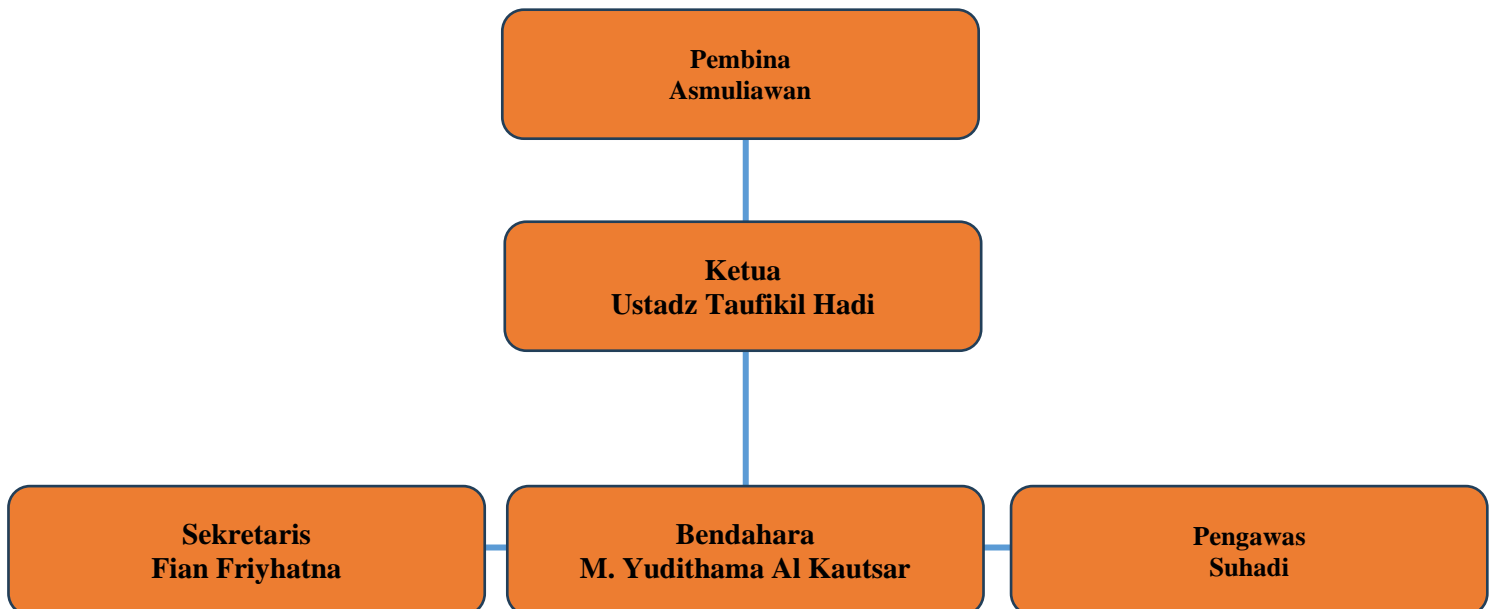 Pembina
Asmuliawan
Ketua
Ustadz Taufikil Hadi
Sekretaris
Fian Friyhatna
Bendahara
M. Yudithama Al Kautsar
Pengawas
Suhadi